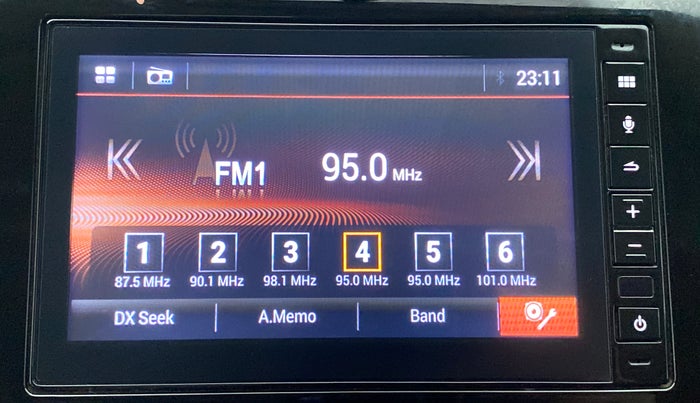 23:11
FM1 95.0 MHz
1 2 3 4 5 6
87.5 MHz 90.1 MHz 98.1 MHz 95.0 MHz 95.0 MHz 101.0 MHz
DX Seek A.Memo Band